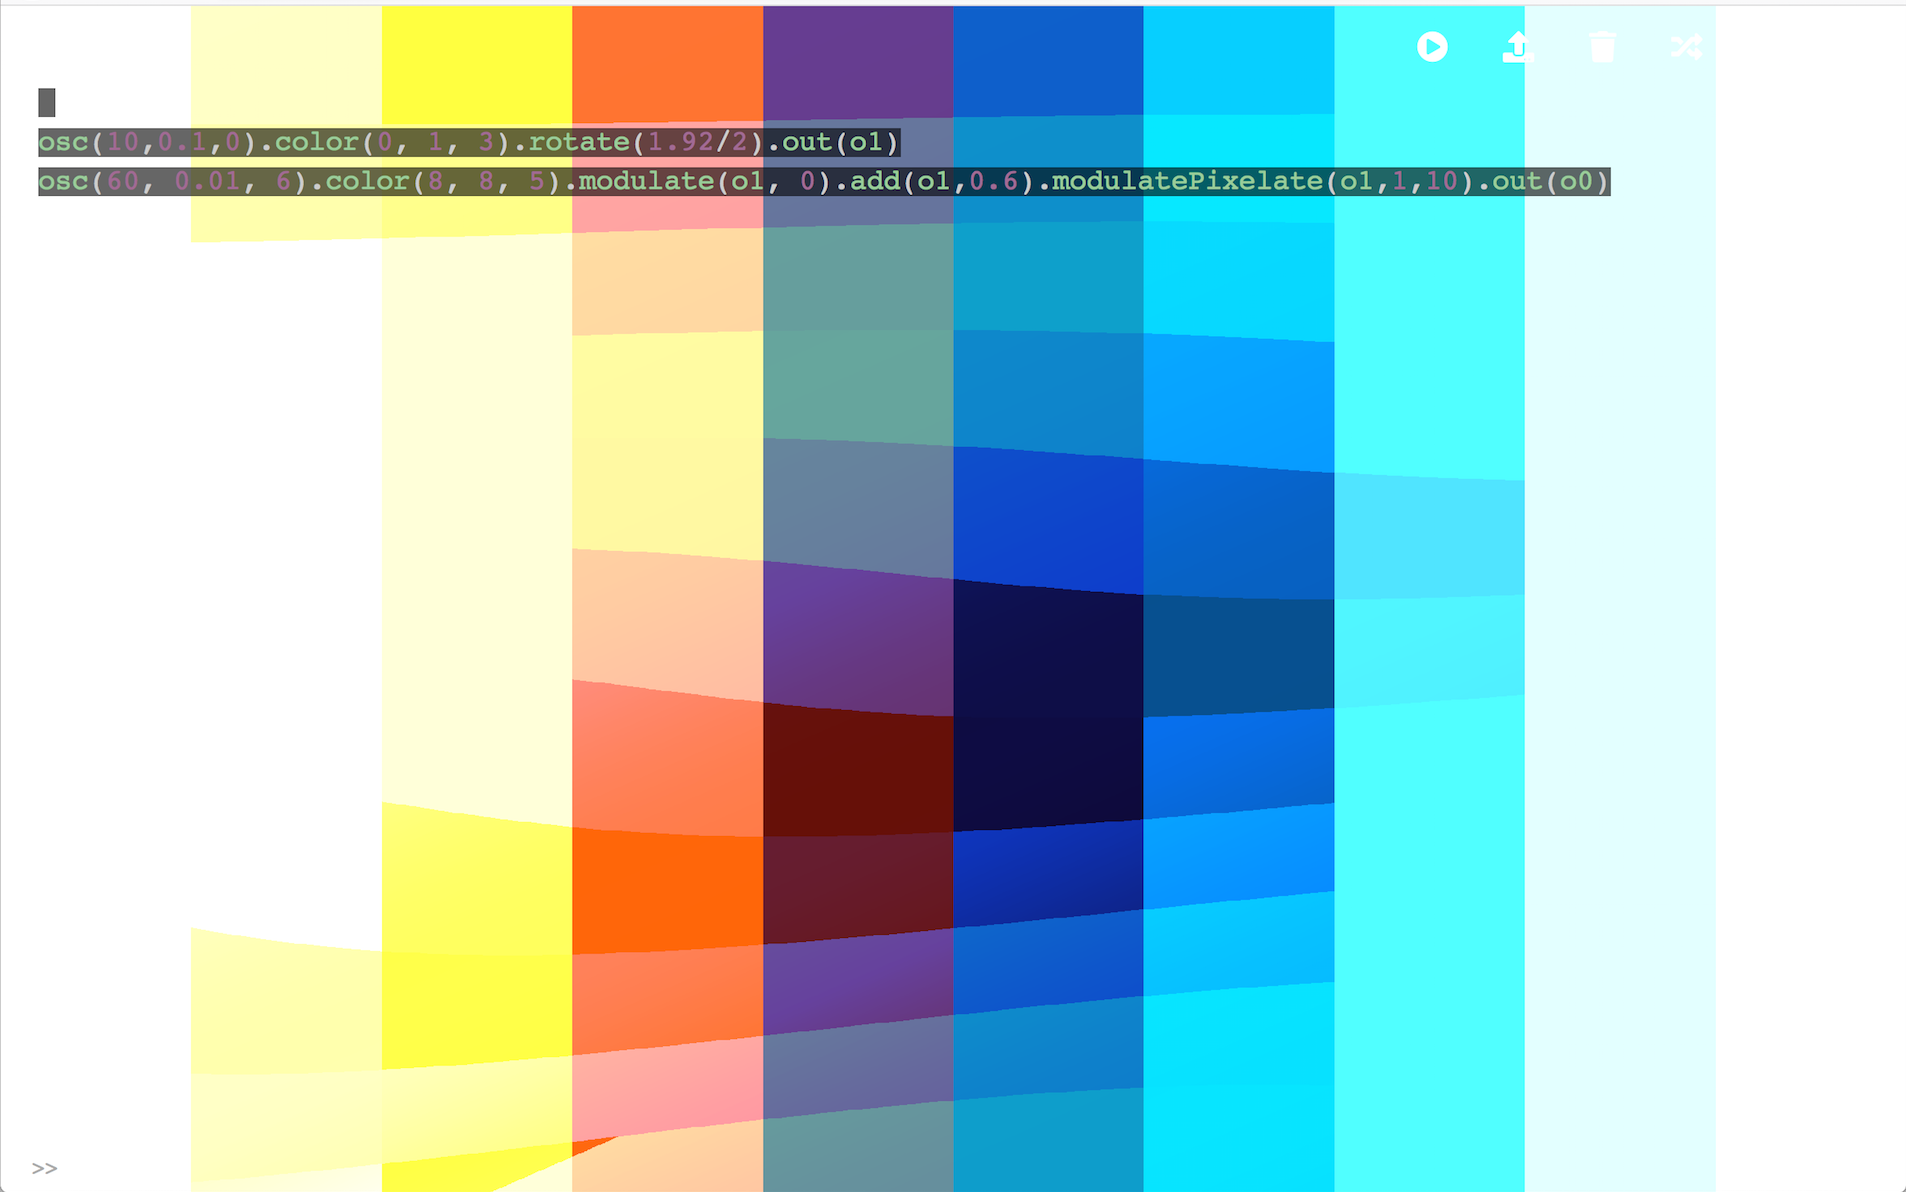 osc(10,0.1,0).color(0, 1, 3).rotate(1.92/2).out(o1)
osc(60, 0.01, 6).color(8, 8, 5).modulate(o1, 0).add(o1,0.6).modulatePixelate(o1,1,10).out(o0)
>>